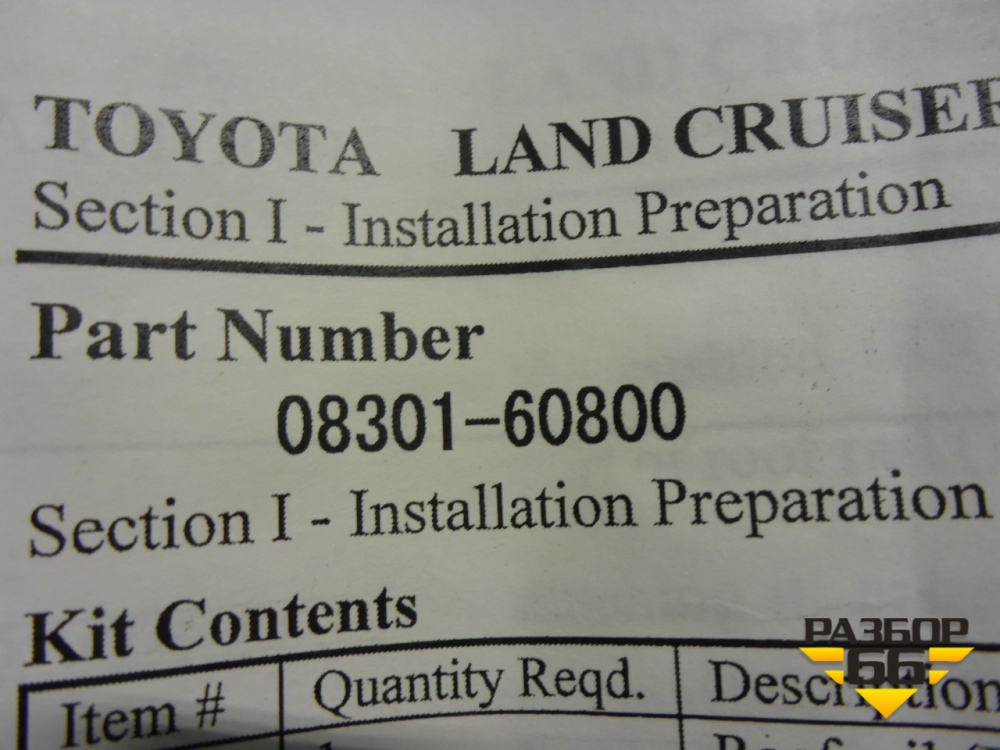 TOYOTA LAND CRUISER
Section I - Installation Preparation
Part Number
08301-60800
Section I - Installation Preparation
Kit Contents
Item # Quantity Reqd. Description
РАЗБОР
66